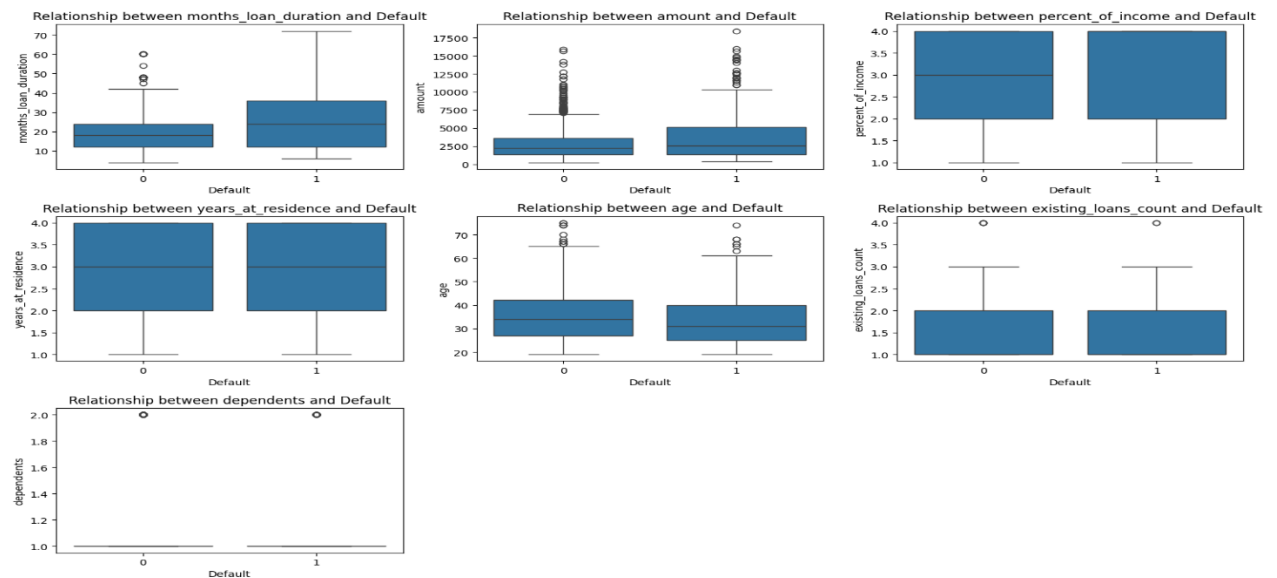 Relationship between months_loan_duration and Default
months_loan_duration
70
60
50
40
30
20
10
0
1
Default
Relationship between amount and Default
amount
17500
15000
12500
10000
7500
5000
2500
0
0
1
Default
Relationship between percent_of_income and Default
percent_of_income
4.0
3.5
3.0
2.5
2.0
1.5
1.0
0
1
Default
Relationship between years_at_residence and Default
years_at_residence
4.0
3.5
3.0
2.5
2.0
1.5
1.0
0
1
Default
Relationship between age and Default
age
70
60
50
40
30
20
0
1
Default
Relationship between existing_loans_count and Default
existing_loans_count
4.0
3.5
3.0
2.5
2.0
1.5
1.0
0
1
Default
Relationship between dependents and Default
dependents
2.0
1.8
1.6
1.4
1.2
1.0
0
1
Default